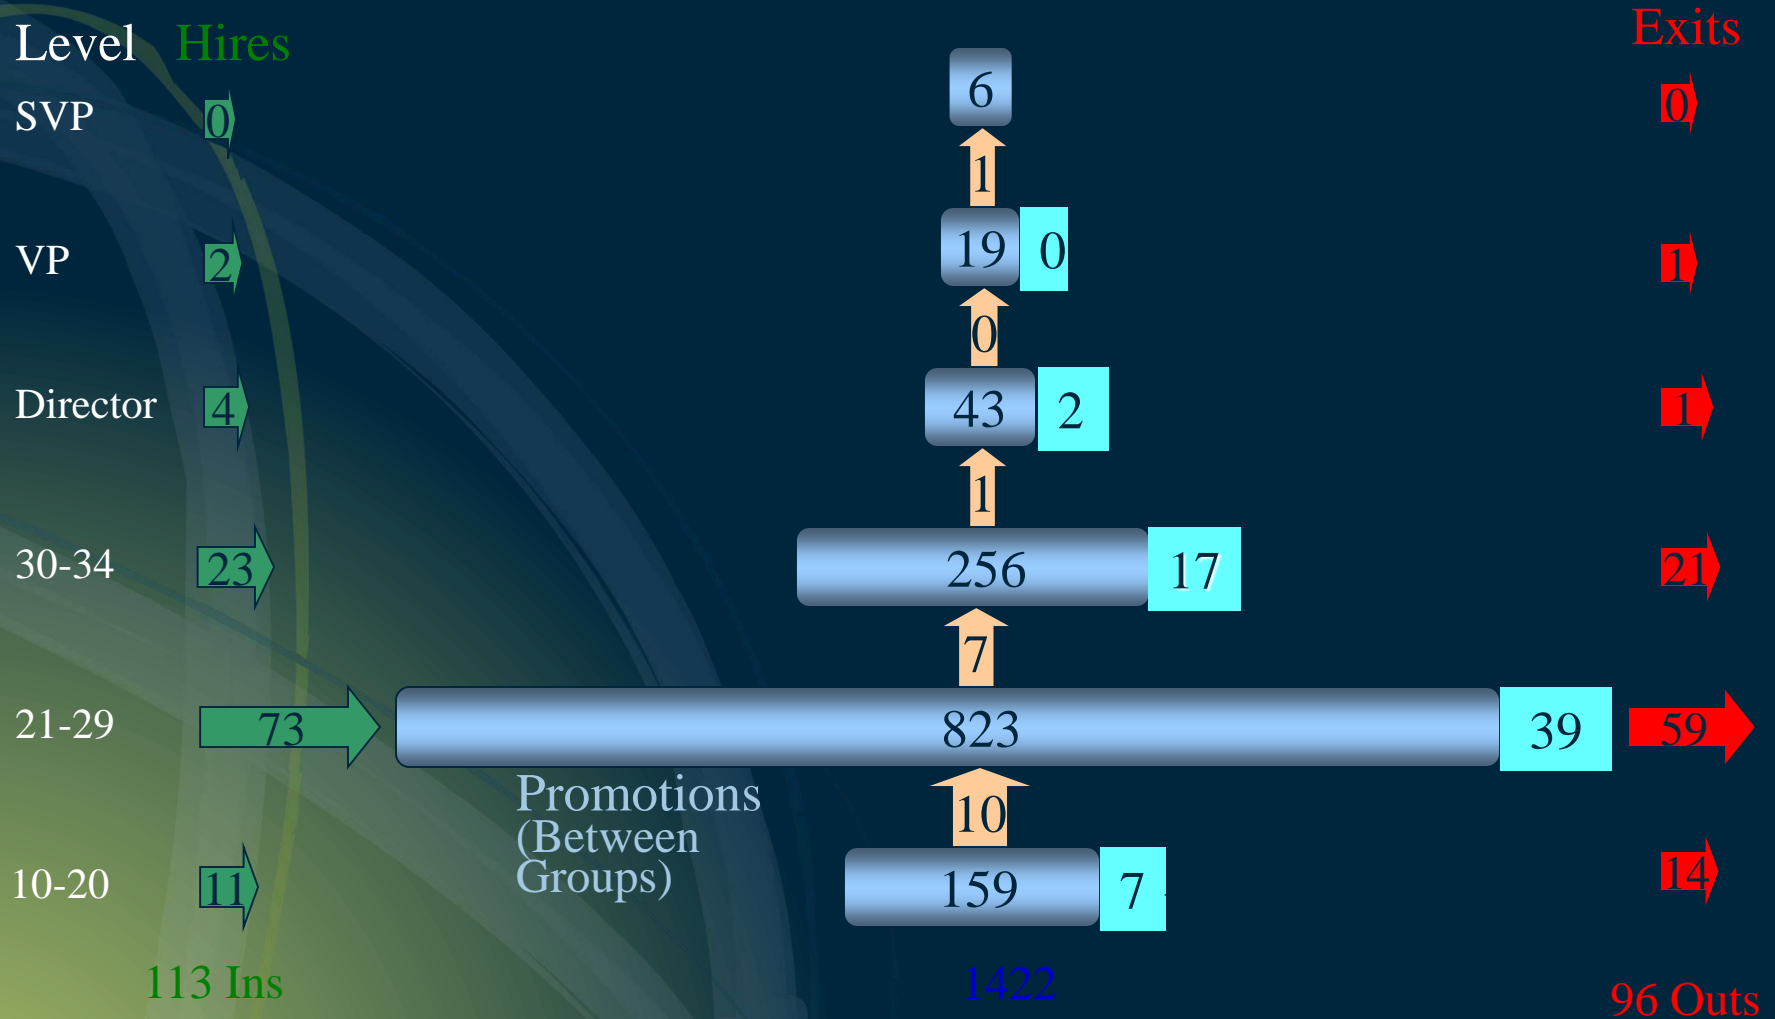 Level Hires Exits
6
SVP 0 0
1
VP 2 19 0 1
0
Director 4 43 2 1
1
30-34 23 256 17 21
7
21-29 73 823 39 59
Promotions
(Between
Groups)
10
10-20 11 159 7 14
113 Ins 1422 96 Outs